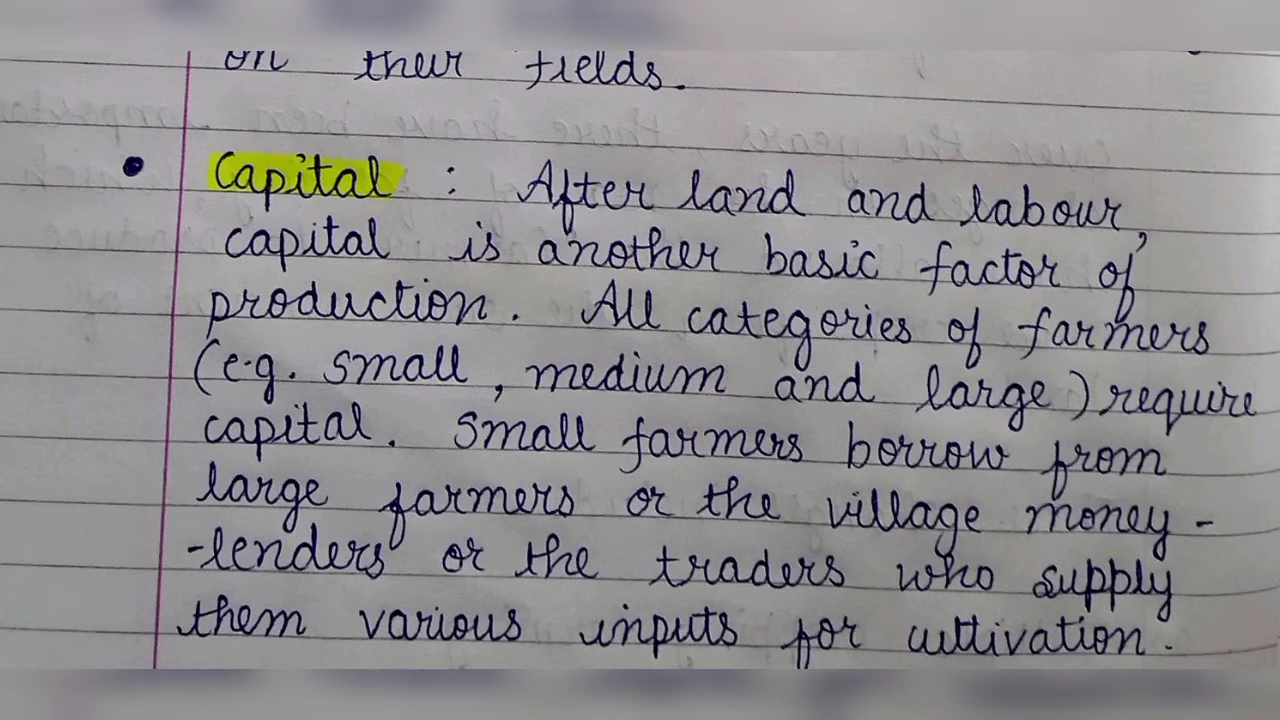 on their fields.
• Capital : After land and labour,
capital is another basic factor of
production. All categories of farmers
(e.g. small, medium and large) require
capital. Small farmers borrow from
large farmers or the village money-
-lenders or the traders who supply
them various inputs for cultivation.